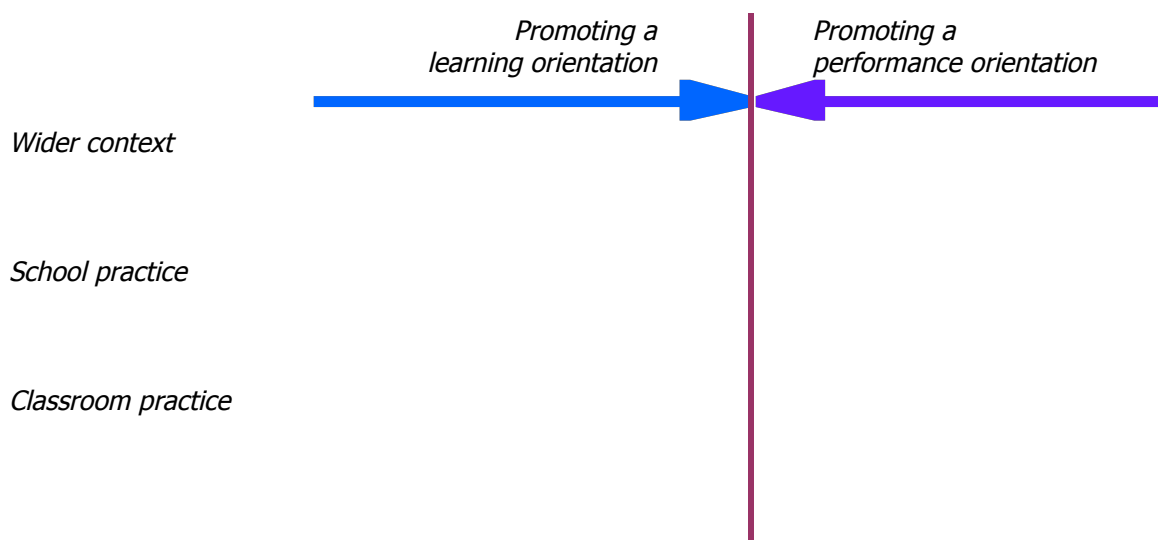 Promoting a
learning orientation
Promoting a
performance orientation
Wider context
School practice
Classroom practice